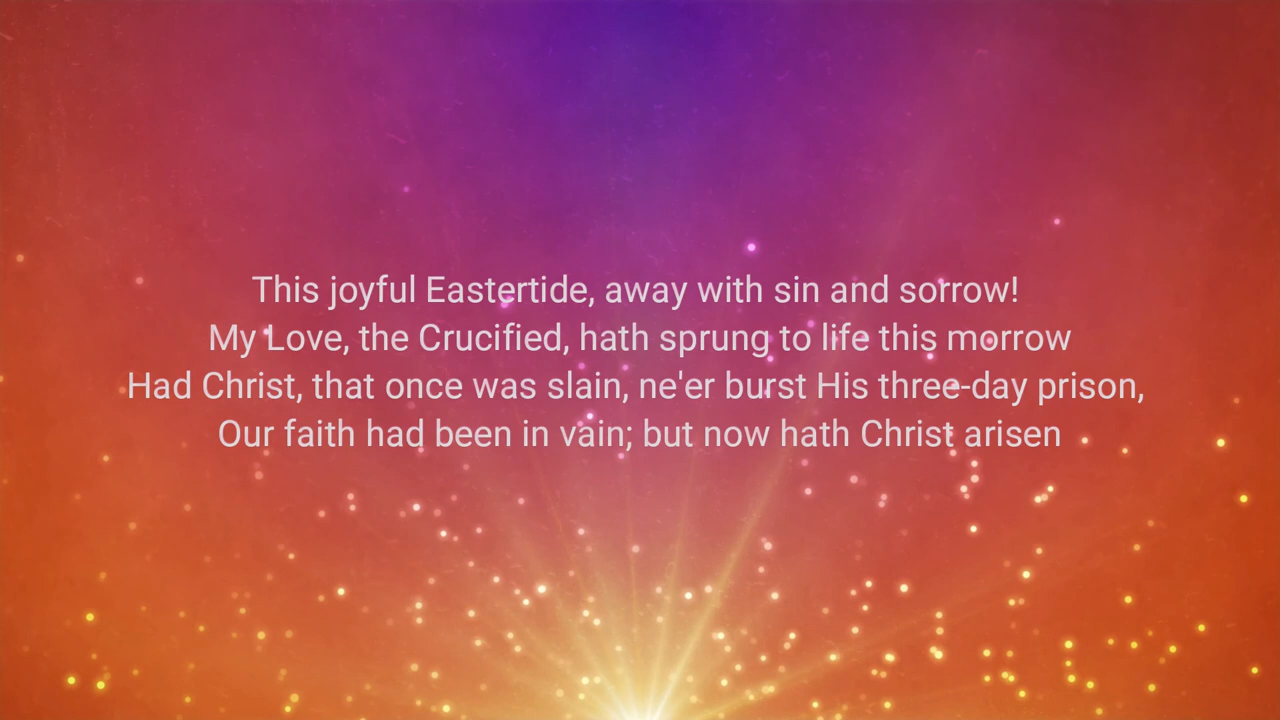 This joyful Eastertide, away with sin and sorrow!
My Love, the Crucified, hath sprung to life this morrow
Had Christ, that once was slain, ne'er burst His three-day prison,
Our faith had been in vain; but now hath Christ arisen